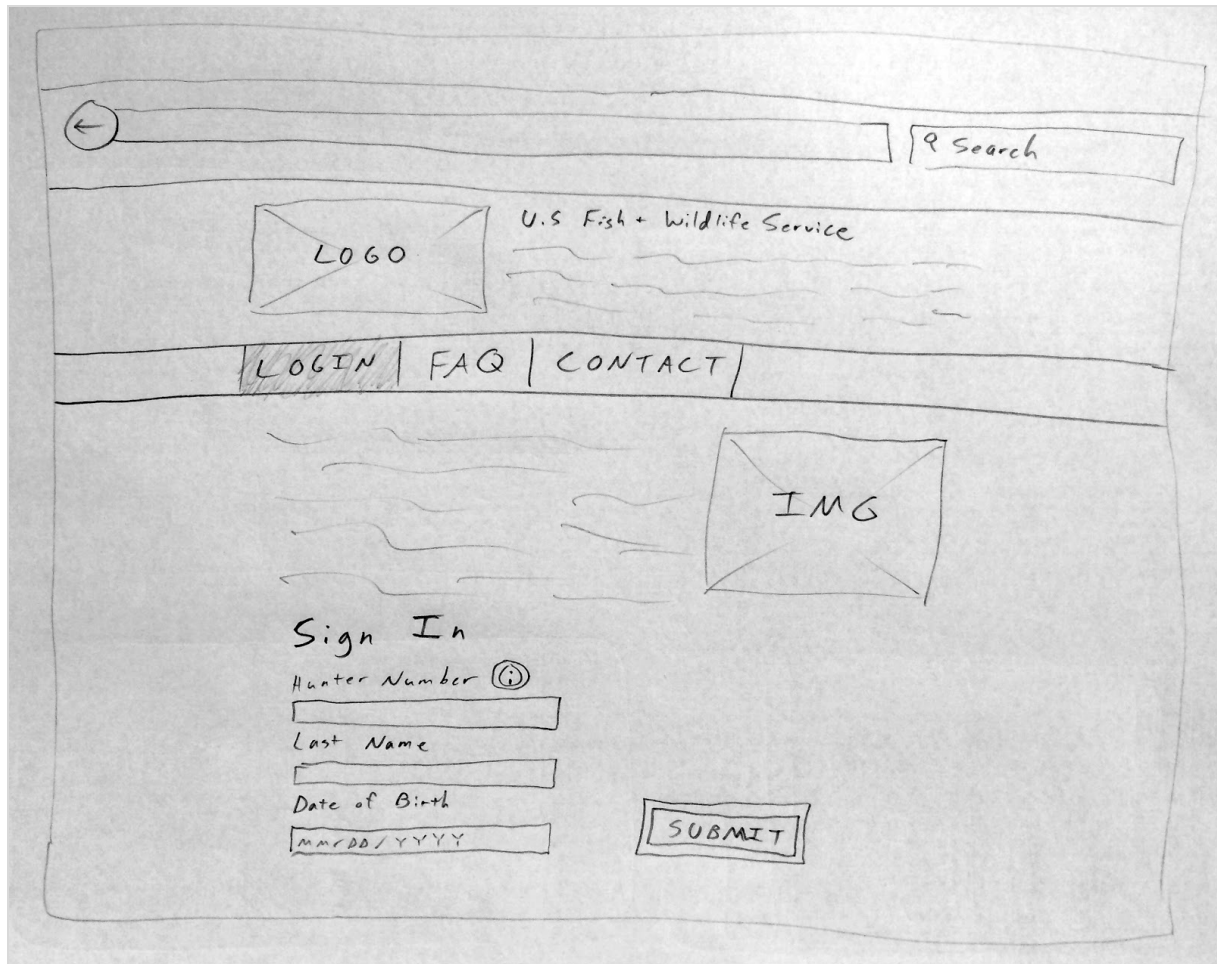 Search
U.S Fish + Wildlife Service
LOGO
LOGIN FAQ CONTACT
IMG
Sign In
Hunter Number i
Last Name
Date of Birth
MM/DD/YYYY
SUBMIT